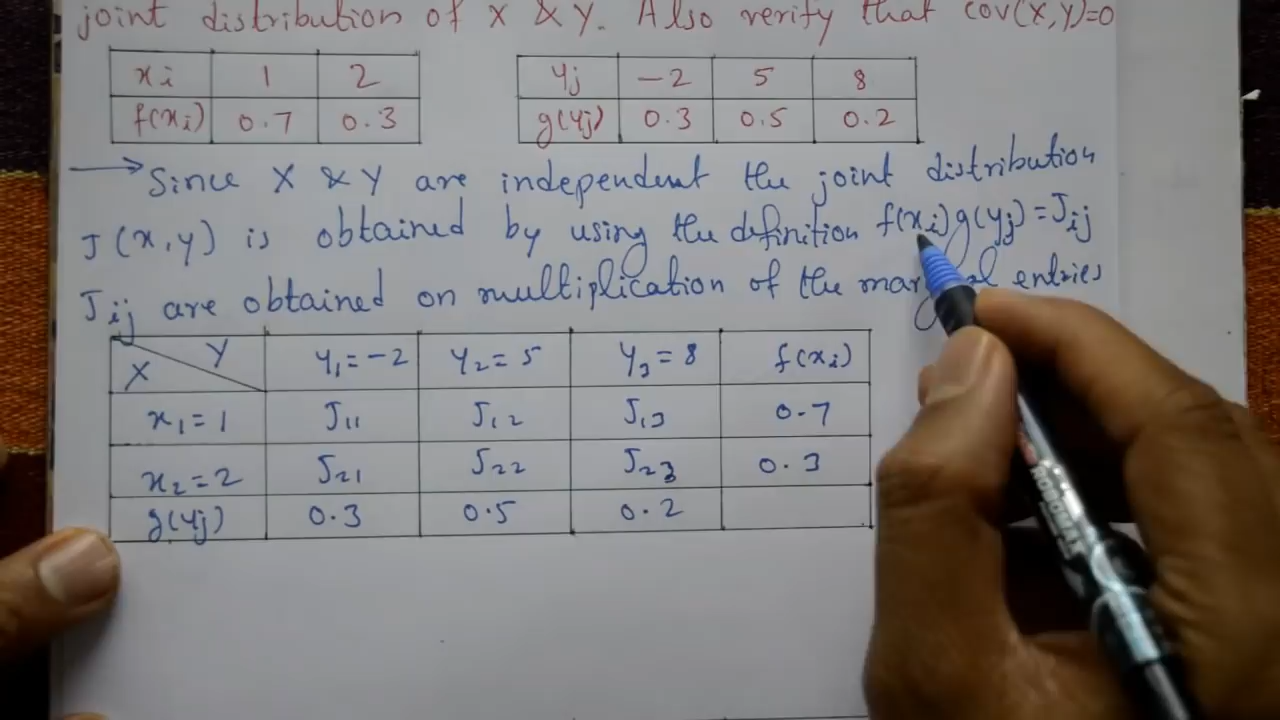 joint distribution of X & Y. Also verify that cov(X,Y)=0
xi 1 2
f(xi) 0.7 0.3
yj -2 5 8
g(yj) 0.3 0.5 0.2
→ Since X & Y are independent the joint distribution
J(x,y) is obtained by using the definition f(xi)g(yj)=Jij
Jij are obtained on multiplication of the entries
X Y y1=-2 y2=5 y3=8 f(xi)
x1=1 J11 J12 J13 0.7
x2=2 J21 J22 J23 0.3
g(yj) 0.3 0.5 0.2